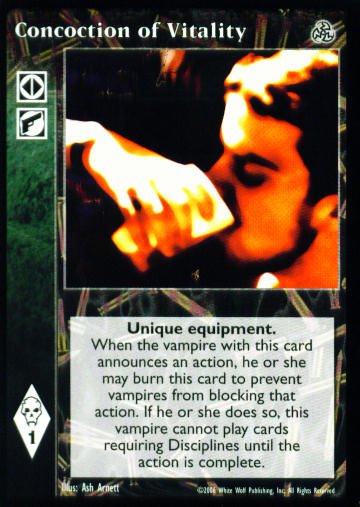 Concoction of Vitality
Unique equipment.
When the vampire with this card
announces an action, he or she
may burn this card to prevent
vampires from blocking that
action. If he or she does so, this
vampire cannot play cards
requiring Disciplines until the
action is complete.
1
Illus: Ash Arnett
©2006 White Wolf Publishing, Inc. All Rights Reserved